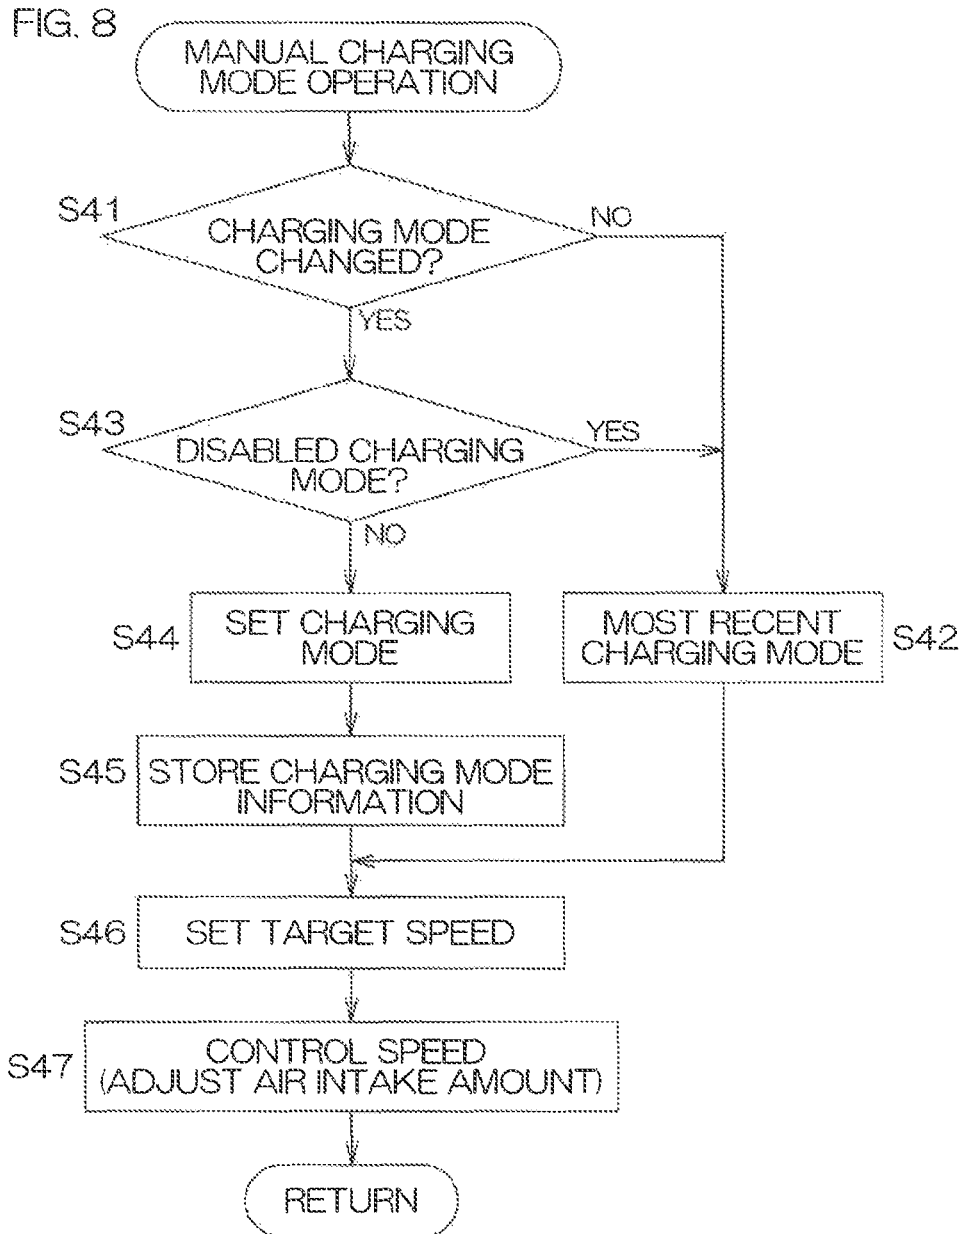 FIG. 8
MANUAL CHARGING
MODE OPERATION
S41
CHARGING MODE
CHANGED?
NO
YES
S43
DISABLED CHARGING
MODE?
YES
NO
S44
SET CHARGING
MODE
MOST RECENT
CHARGING MODE
S42
S45
STORE CHARGING MODE
INFORMATION
S46
SET TARGET SPEED
S47
CONTROL SPEED
(ADJUST AIR INTAKE AMOUNT)
RETURN